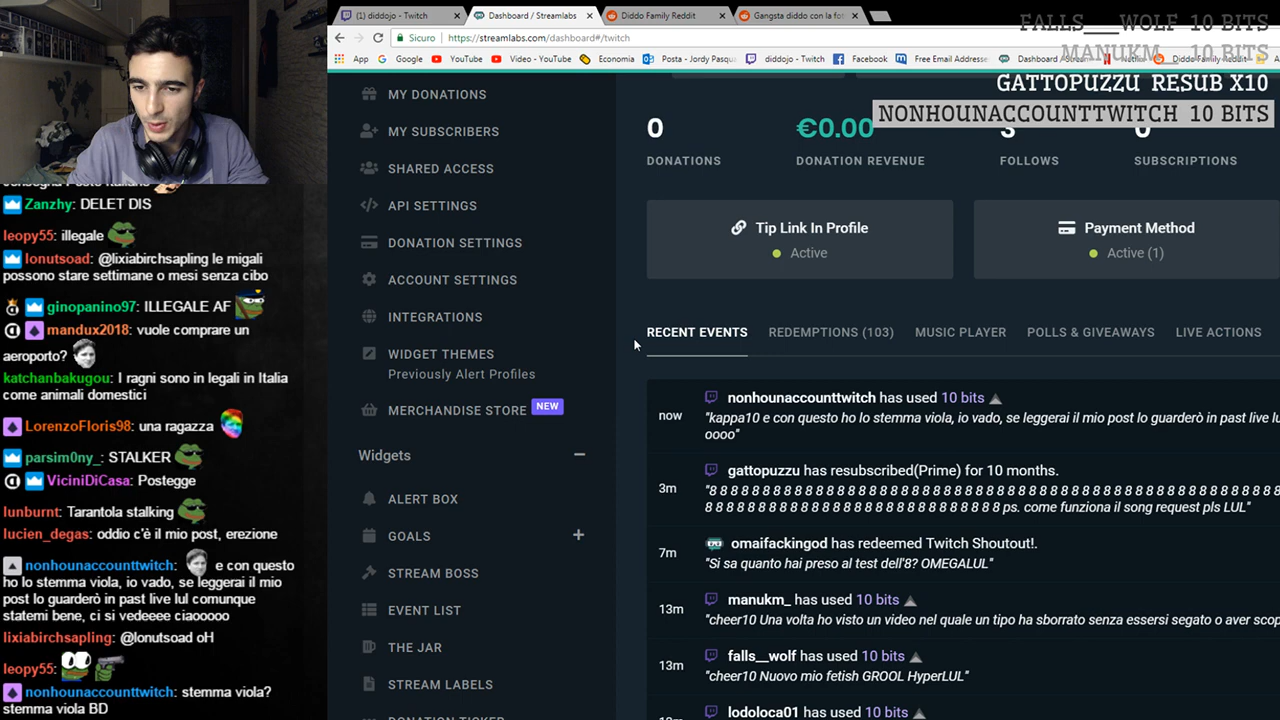 (1) diddojo - Twitch
Dashboard / Streamlabs
Diddo Family Reddit
Gangsta diddo con la fo
Sicuro
https://streamlabs.com/dashboard#/twitch
App
Google
YouTube
Video - YouTube
Economia
Posta - Jordy Pasqua
diddojo - Twitch
Facebook
Free Email Addresse
Dashboard / Stream
Netflix
Diddo Family Reddit
FALLS___WOLF 10 BITS
MANUKM_ 10 BITS
GATTOPUZZU RESUB X10
NONHOUNACCOUNTTWITCH 10 BITS
Zanzhy: DELET DIS
leopy55: illegale
lonutsoad: @lixiabirchsapling le migali
possono stare settimane o mesi senza cibo
ginopanino97: ILLEGALE AF
mandux2018: vuole comprare un
aeroporto?
katchanbakugou: I ragni sono in legali in Italia
come animali domestici
LorenzoFloris98: una ragazza
parsim0ny_: STALKER
ViciniDiCasa: Postegge
lunburnt: Tarantola stalking
lucien_degas: oddio c'è il mio post, erezione
nonhounaccounttwitch: e con questo
ho lo stemma viola, io vado, se leggerai il mio
post lo guarderò in past live lul comunque
statemi bene, ci si vedeeee ciaooooo
lixiabirchsapling: @lonutsoad oH
leopy55:
nonhounaccounttwitch: stemma viola?
stemma viola BD
MY DONATIONS
MY SUBSCRIBERS
SHARED ACCESS
API SETTINGS
DONATION SETTINGS
ACCOUNT SETTINGS
INTEGRATIONS
WIDGET THEMES
Previously Alert Profiles
MERCHANDISE STORE NEW
Widgets
ALERT BOX
GOALS
STREAM BOSS
EVENT LIST
THE JAR
STREAM LABELS
DONATION TICKER
0
DONATIONS
€0.00
DONATION REVENUE
3
FOLLOWS
0
SUBSCRIPTIONS
Tip Link In Profile
Active
Payment Method
Active (1)
RECENT EVENTS
REDEMPTIONS (103)
MUSIC PLAYER
POLLS & GIVEAWAYS
LIVE ACTIONS
now
nonhounaccounttwitch has used 10 bits
"kappa10 e con questo ho lo stemma viola, io vado, se leggerai il mio post lo guarderò in past live lu
oooo"
3m
gattopuzzu has resubscribed(Prime) for 10 months.
"8 8 8 8 8 8 8 8 8 8 8 8 8 8 8 8 8 8 8 8 8 8 8 8 8 8 8 8 8 8 8 8 8 8 8 8 8 8 8 8 8 8 8
8 8 8 8 8 8 8 8 8 8 8 8 8 8 8 8 8 8 8 8 8 8 ps. come funziona il song request pls LUL"
7m
omaifackingod has redeemed Twitch Shoutout!.
"Si sa quanto hai preso al test dell'8? OMEGALUL"
13m
manukm_ has used 10 bits
"cheer10 Una volta ho visto un video nel quale un tipo ha sborrato senza essersi segato o aver scop
13m
falls__wolf has used 10 bits
"cheer10 Nuovo mio fetish GROOL HyperLUL"
lodoloca01 has used 10 bits